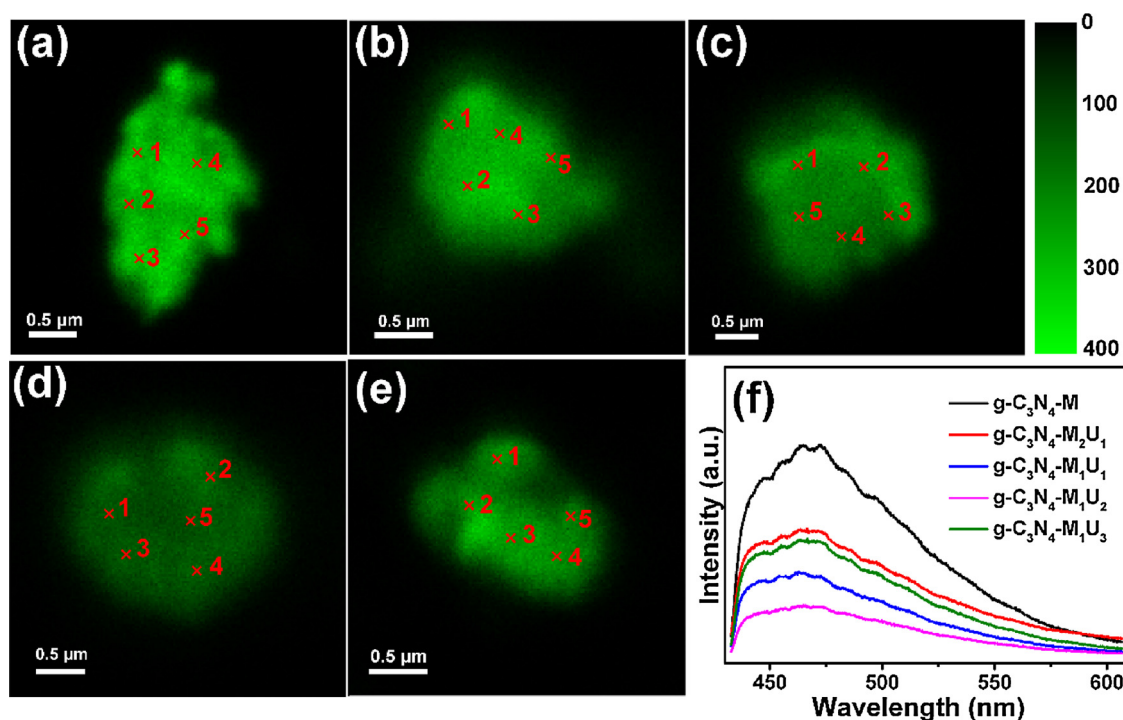 (a)
1
4
2
5
3
0.5 µm
(b)
1
4
5
2
3
0.5 µm
(c)
1
2
5
3
4
0.5 µm
0
100
200
300
400
(d)
2
1
5
3
4
0.5 µm
(e)
1
2
5
3
4
0.5 µm
(f)
g-C₃N₄-M
g-C₃N₄-M₂U₁
g-C₃N₄-M₁U₁
g-C₃N₄-M₁U₂
g-C₃N₄-M₁U₃
Intensity (a.u.)
450 500 550 600
Wavelength (nm)